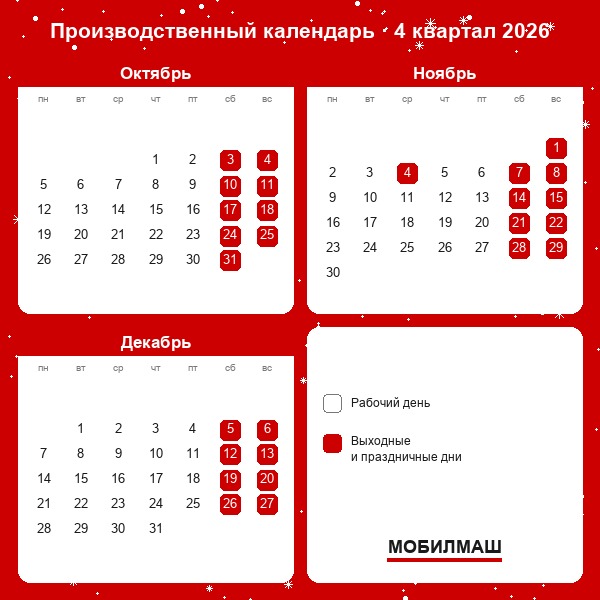 Производственный календарь · 4 квартал 2026
Октябрь
пн вт ср чт пт сб вс
1 2 3 4
5 6 7 8 9 10 11
12 13 14 15 16 17 18
19 20 21 22 23 24 25
26 27 28 29 30 31
Ноябрь
пн вт ср чт пт сб вс
1
2 3 4 5 6 7 8
9 10 11 12 13 14 15
16 17 18 19 20 21 22
23 24 25 26 27 28 29
30
Декабрь
пн вт ср чт пт сб вс
1 2 3 4 5 6
7 8 9 10 11 12 13
14 15 16 17 18 19 20
21 22 23 24 25 26 27
28 29 30 31
Рабочий день
Выходные
и праздничные дни
МОБИЛМАШ